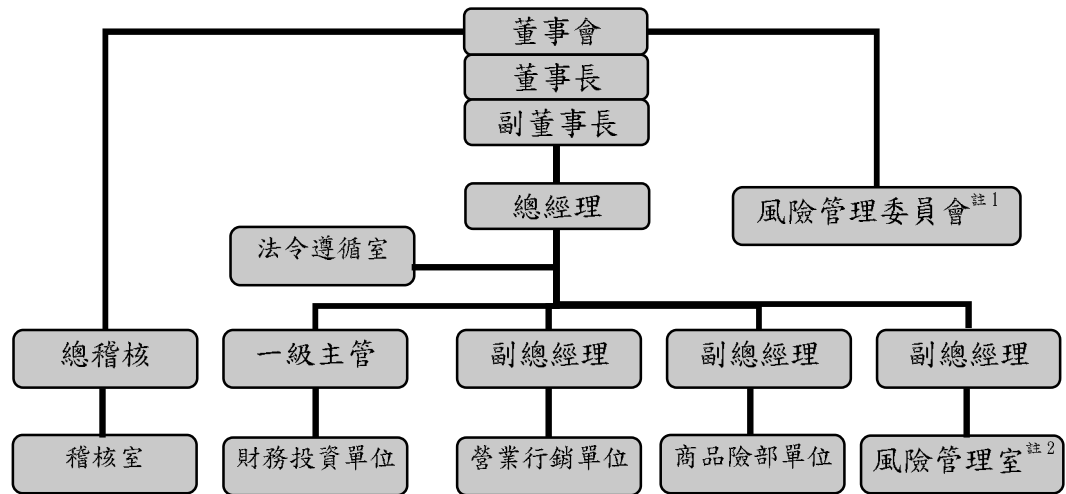 董事會
董事長
副董事長
總經理
風險管理委員會註1
法令遵循室
總稽核
一級主管
副總經理
副總經理
副總經理
稽核室
財務投資單位
營業行銷單位
商品險部單位
風險管理室註2